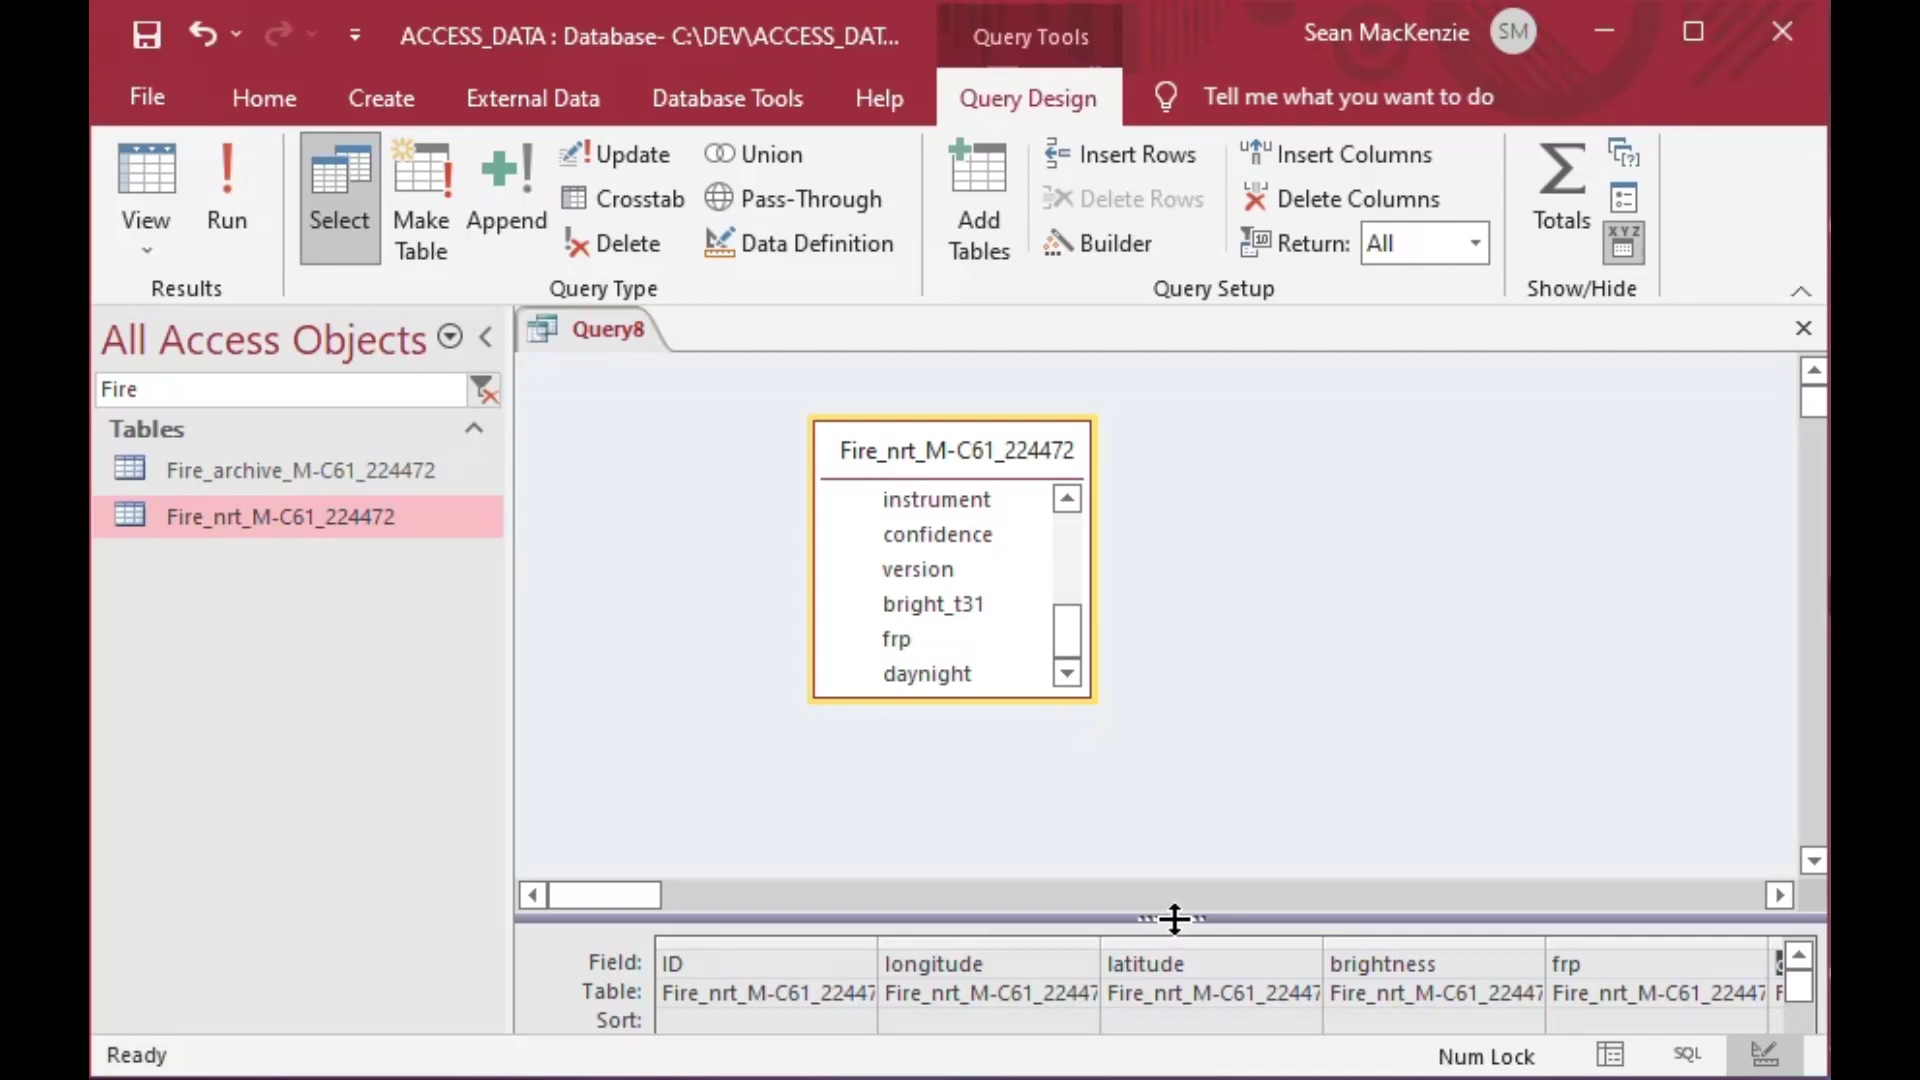 ACCESS_DATA : Database- C:\DEV\ACCESS_DAT...
Query Tools
Sean MacKenzie
SM
File
Home
Create
External Data
Database Tools
Help
Query Design
Tell me what you want to do
View
Run
Select
Make
Table
Append
Update
Crosstab
Delete
Union
Pass-Through
Data Definition
Add
Tables
Insert Rows
Delete Rows
Builder
Insert Columns
Delete Columns
Return: All
Totals
XYZ
Results
Query Type
Query Setup
Show/Hide
All Access Objects
Fire
Tables
Fire_archive_M-C61_224472
Fire_nrt_M-C61_224472
Query8
Fire_nrt_M-C61_224472
instrument
confidence
version
bright_t31
frp
daynight
Field: ID longitude latitude brightness frp
Table: Fire_nrt_M-C61_22447 Fire_nrt_M-C61_22447 Fire_nrt_M-C61_22447 Fire_nrt_M-C61_22447 Fire_nrt_M-C61_22447 F
Sort:
Ready
Num Lock
SQL